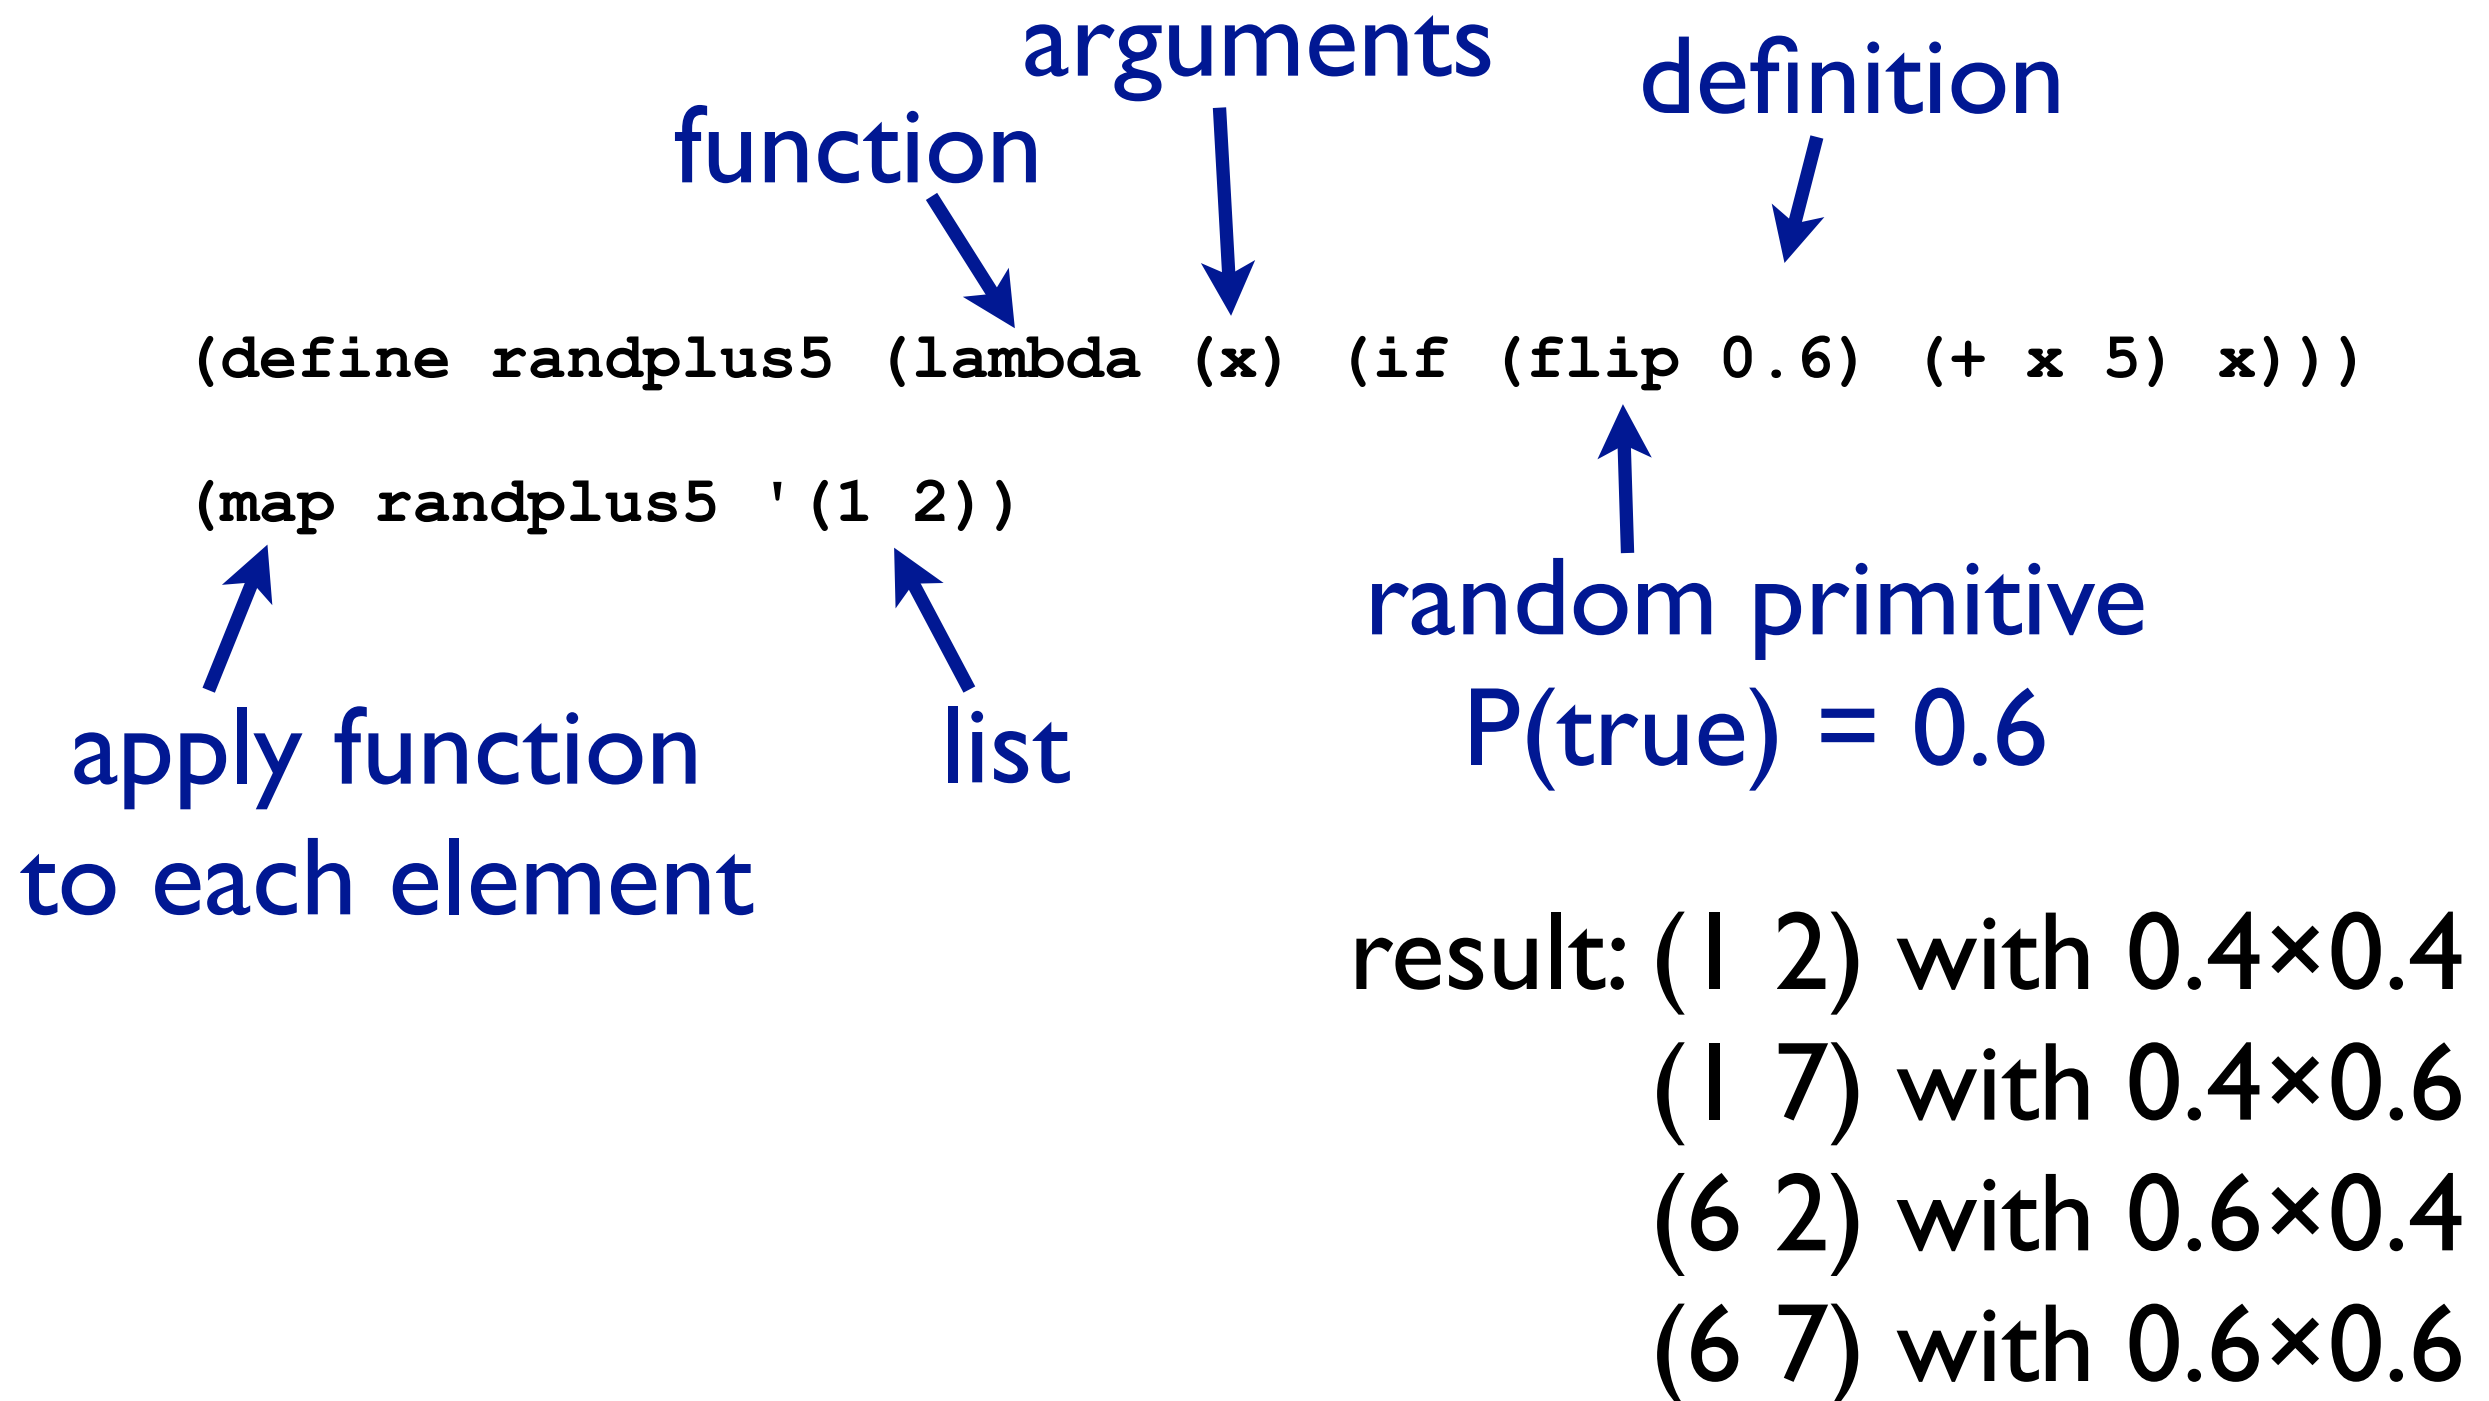 arguments
definition
function
(define randplus5 (lambda (x) (if (flip 0.6) (+ x 5) x)))
(map randplus5 '(1 2))
random primitive
P(true) = 0.6
apply function
to each element
list
result: (1 2) with 0.4×0.4
(1 7) with 0.4×0.6
(6 2) with 0.6×0.4
(6 7) with 0.6×0.6